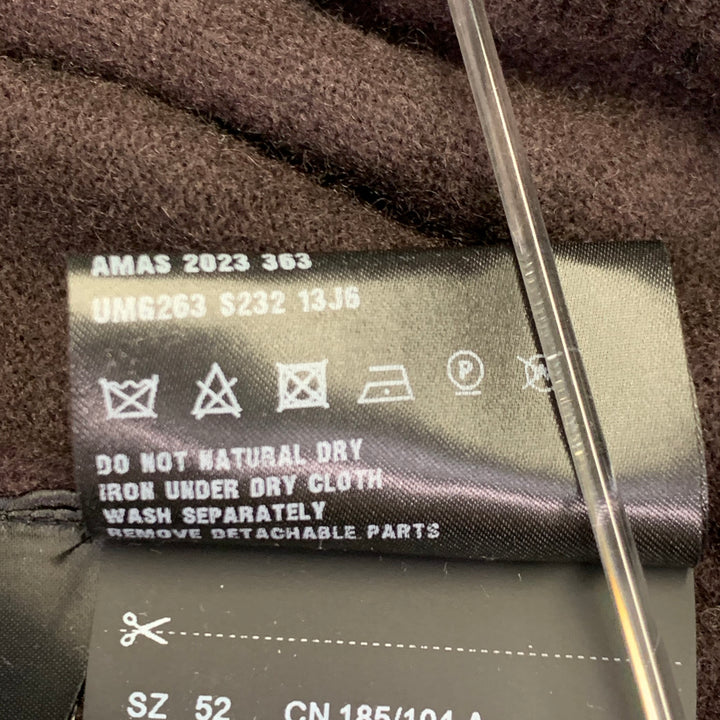 AMAS 2023 363
UM6263 S232 13J6
P W
DO NOT NATURAL DRY
IRON UNDER DRY CLOTH
WASH SEPARATELY
REMOVE DETACHABLE PARTS
SZ 52 CN 185/104 A